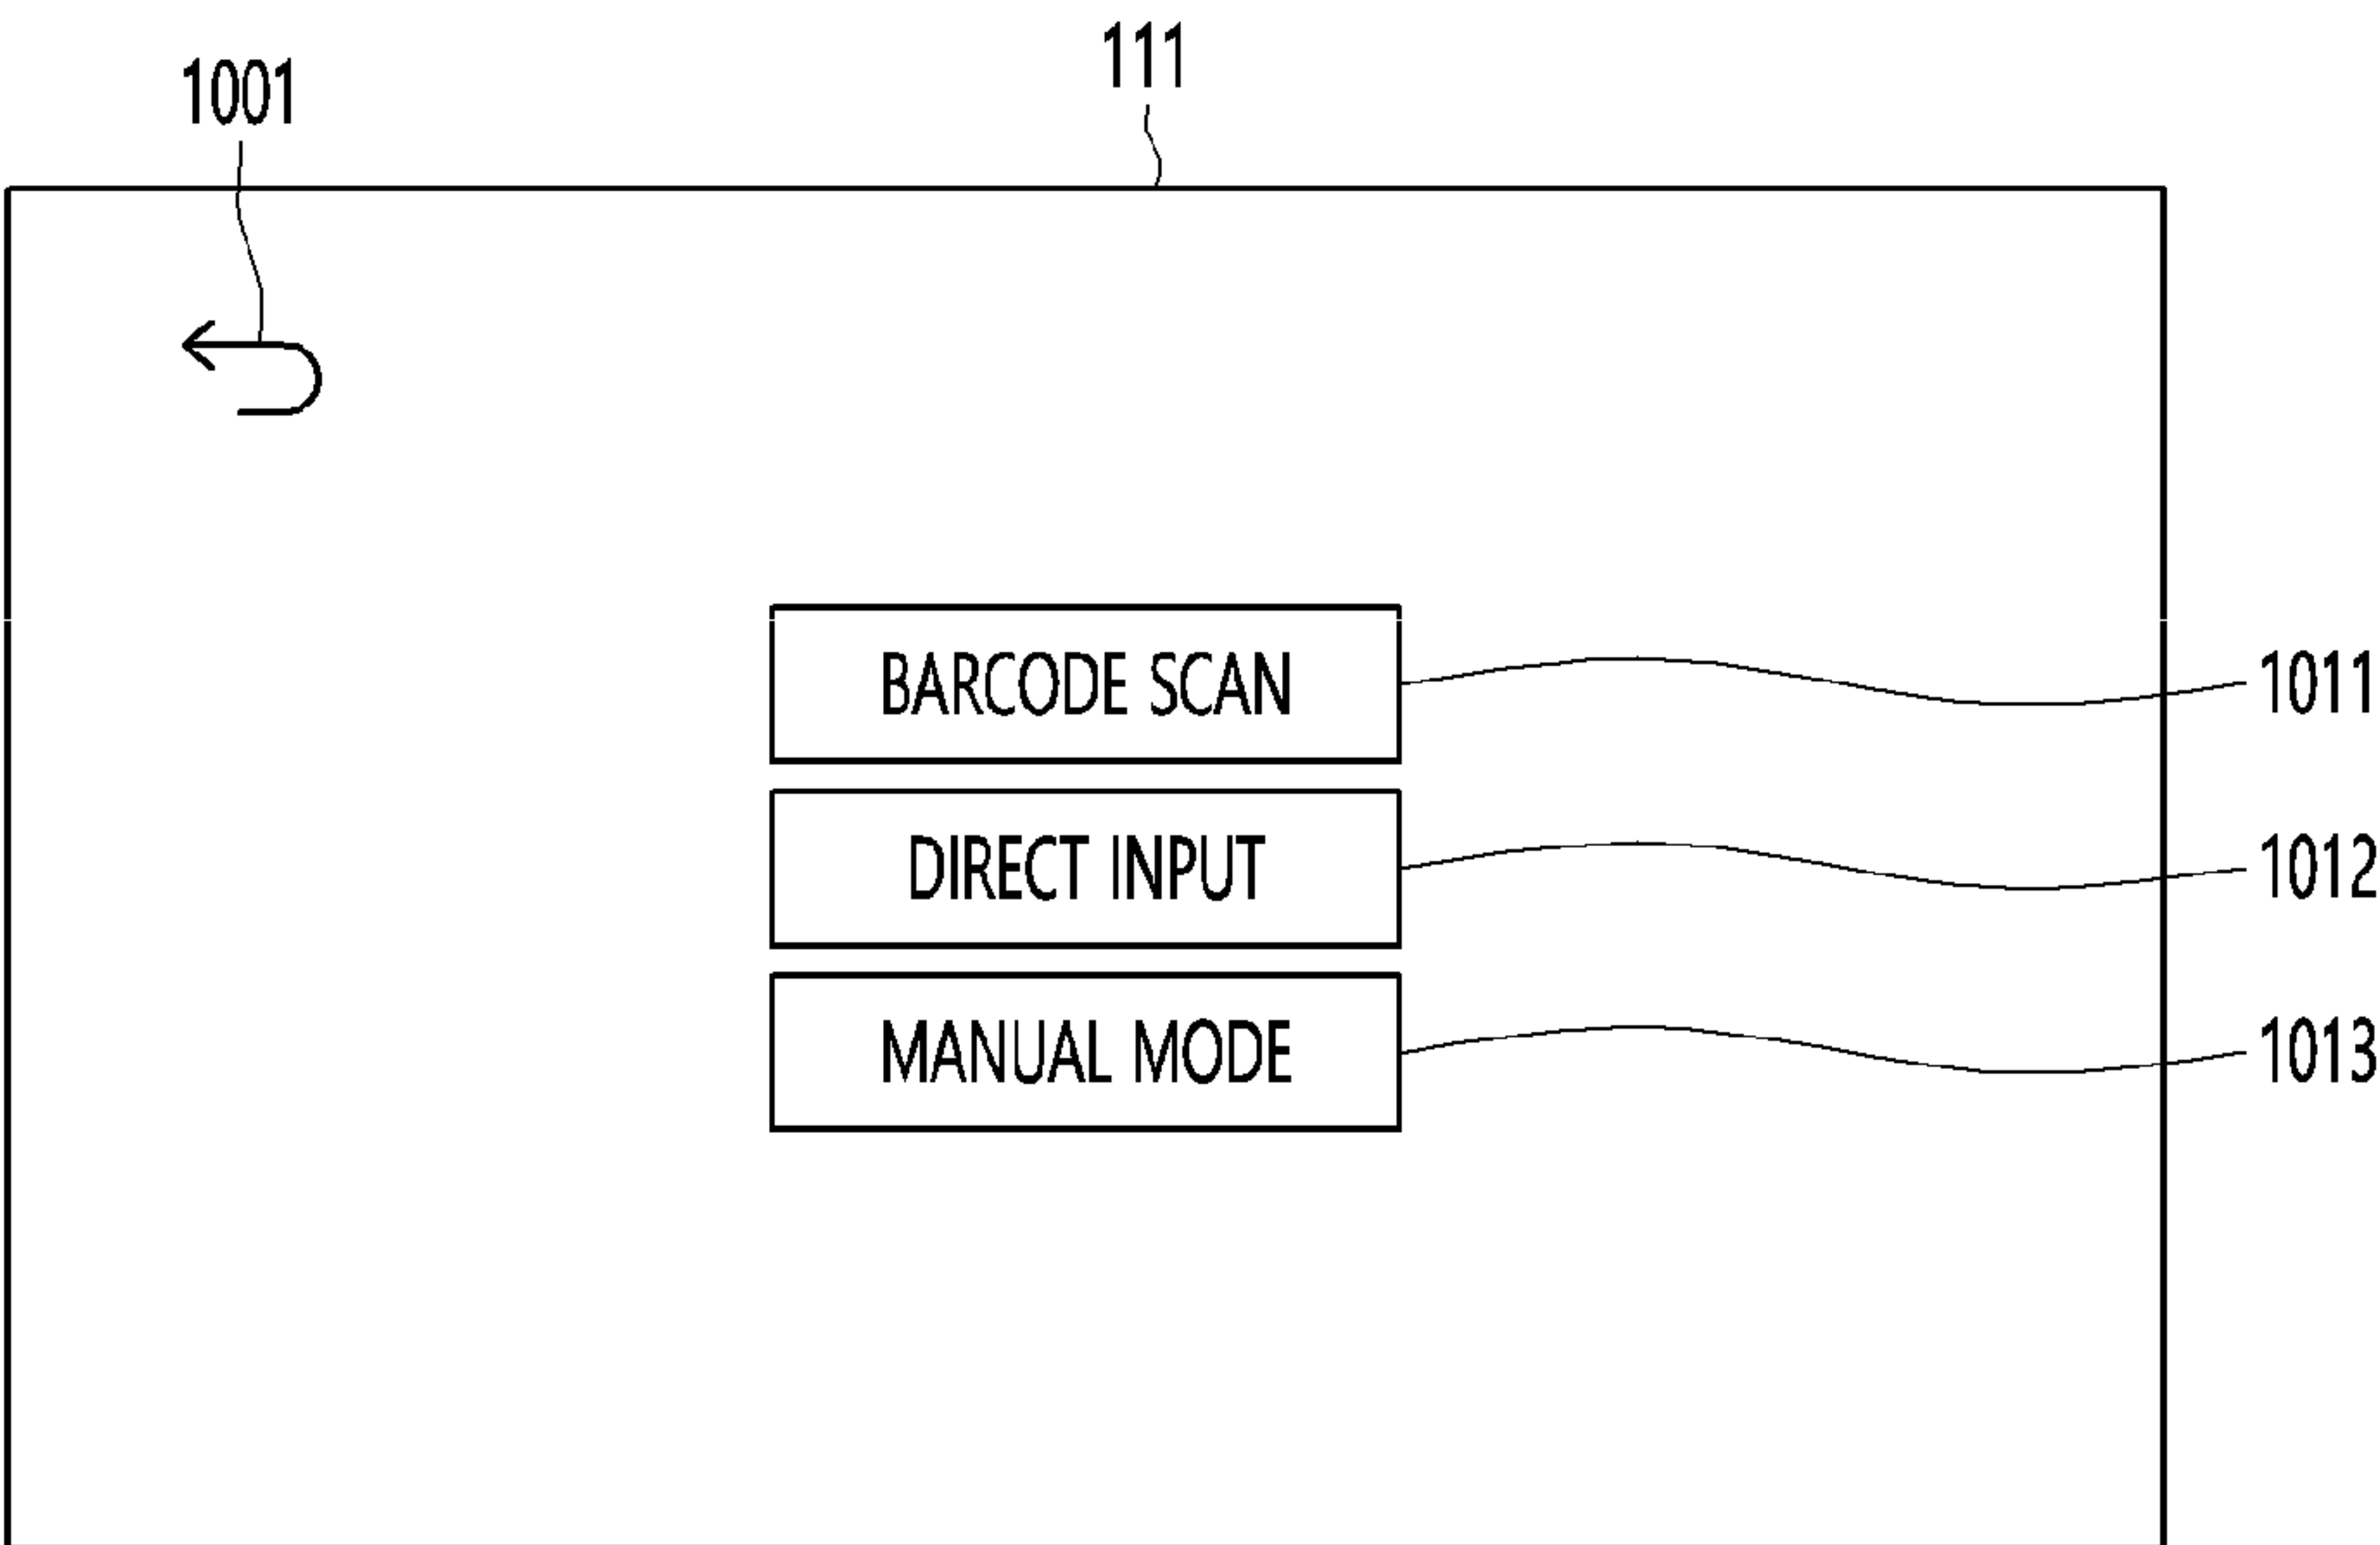 111
1001
BARCODE SCAN
1011
DIRECT INPUT
1012
MANUAL MODE
1013